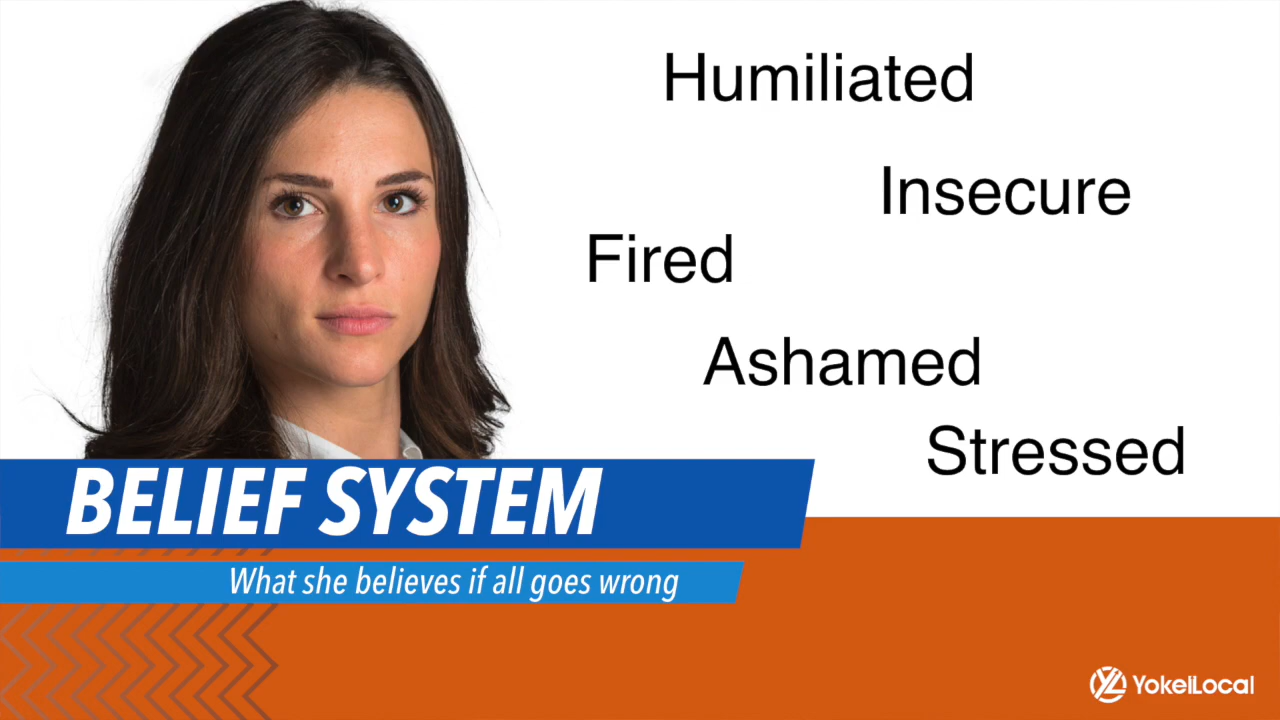 Humiliated
Insecure
Fired
Ashamed
Stressed
BELIEF SYSTEM
What she believes if all goes wrong
YokelLocal